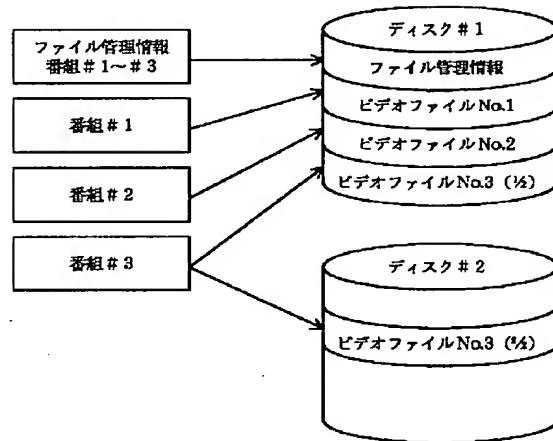 ファイル管理情報
番組＃1～＃3
番組＃1
番組＃2
番組＃3
ディスク＃1
ファイル管理情報
ビデオファイルNo.1
ビデオファイルNo.2
ビデオファイルNo.3（½）
ディスク＃2
ビデオファイルNo.3（²⁄₂）